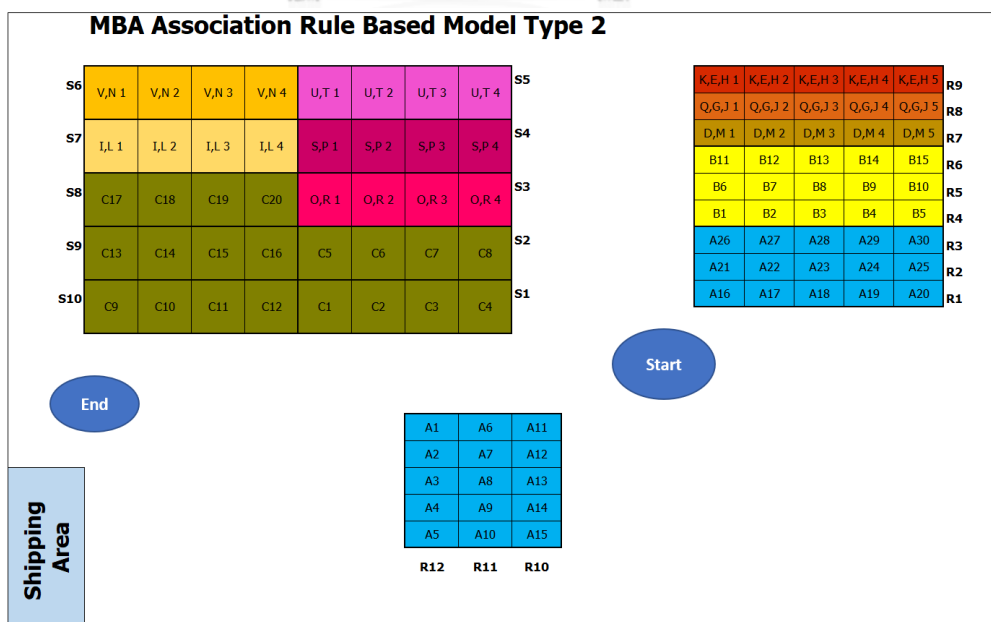 MBA Association Rule Based Model Type 2
S6 V,N 1 V,N 2 V,N 3 V,N 4 U,T 1 U,T 2 U,T 3 U,T 4 S5
S7 I,L 1 I,L 2 I,L 3 I,L 4 S,P 1 S,P 2 S,P 3 S,P 4 S4
S8 C17 C18 C19 C20 O,R 1 O,R 2 O,R 3 O,R 4 S3
S9 C13 C14 C15 C16 C5 C6 C7 C8 S2
S10 C9 C10 C11 C12 C1 C2 C3 C4 S1
K,E,H 1 K,E,H 2 K,E,H 3 K,E,H 4 K,E,H 5 R9
Q,G,J 1 Q,G,J 2 Q,G,J 3 Q,G,J 4 Q,G,J 5 R8
D,M 1 D,M 2 D,M 3 D,M 4 D,M 5 R7
B11 B12 B13 B14 B15 R6
B6 B7 B8 B9 B10 R5
B1 B2 B3 B4 B5 R4
A26 A27 A28 A29 A30 R3
A21 A22 A23 A24 A25 R2
A16 A17 A18 A19 A20 R1
Start
End
A1 A6 A11
A2 A7 A12
A3 A8 A13
A4 A9 A14
A5 A10 A15
R12 R11 R10
Shipping
Area